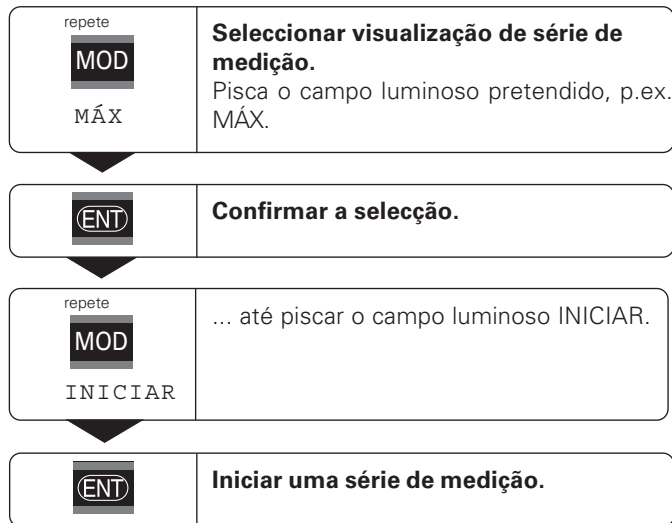 repete
MOD
MÁX
Seleccionar visualização de série de
medição.
Pisca o campo luminoso pretendido, p.ex.
MÁX.
ENT
Confirmar a selecção.
repete
MOD
INICIAR
... até piscar o campo luminoso INICIAR.
ENT
Iniciar uma série de medição.